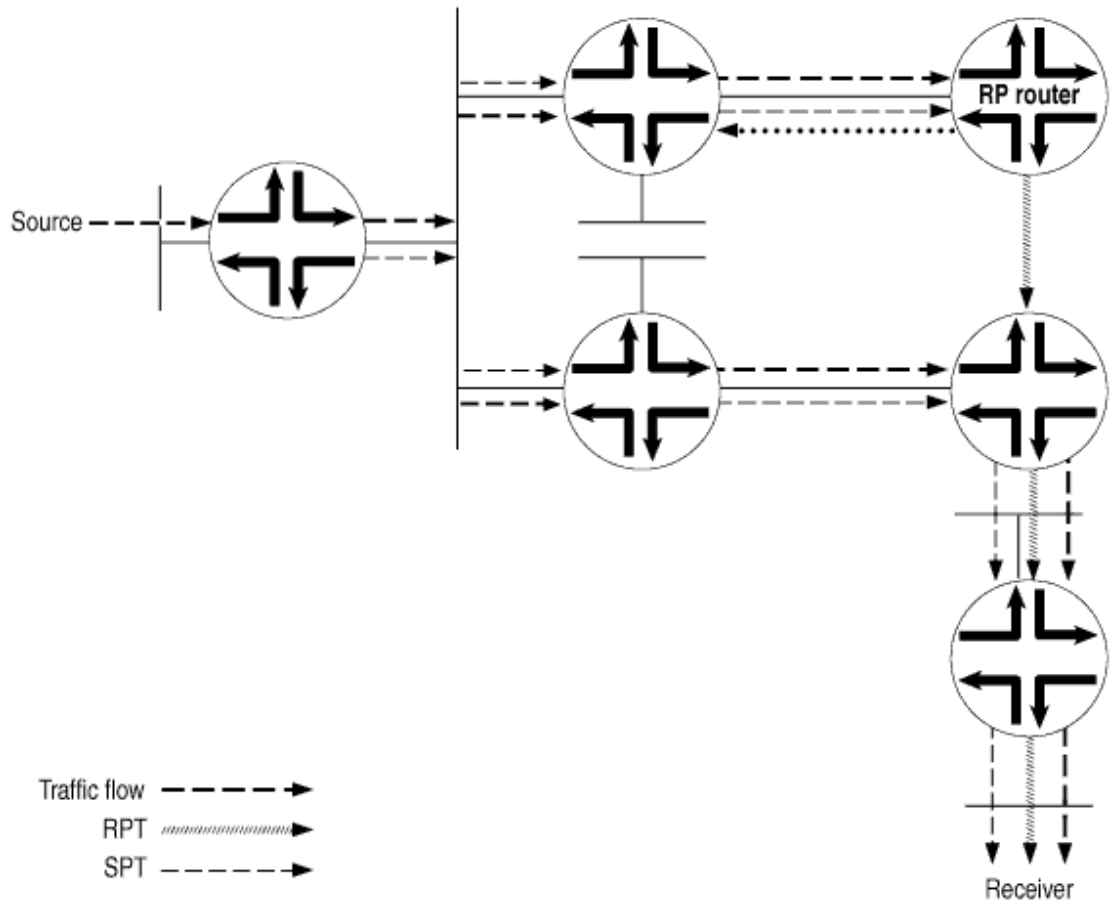 RP router
Source
Traffic flow
RPT
SPT
Receiver